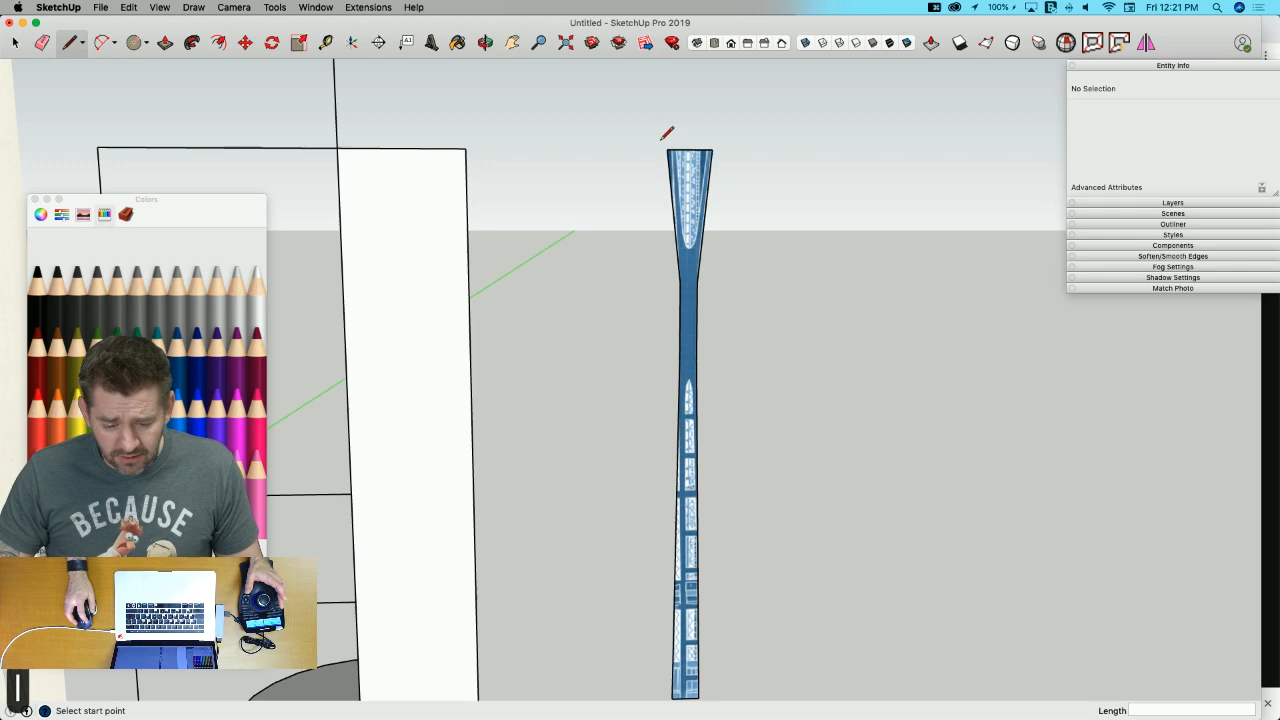 SketchUp File Edit View Draw Camera Tools Window Extensions Help
100% Fri 12:21 PM
Untitled - SketchUp Pro 2019
A1
Entity Info
No Selection
Advanced Attributes
Layers
Scenes
Outliner
Styles
Components
Soften/Smooth Edges
Fog Settings
Shadow Settings
Match Photo
Colors
BECAUSE
Select start point
Length